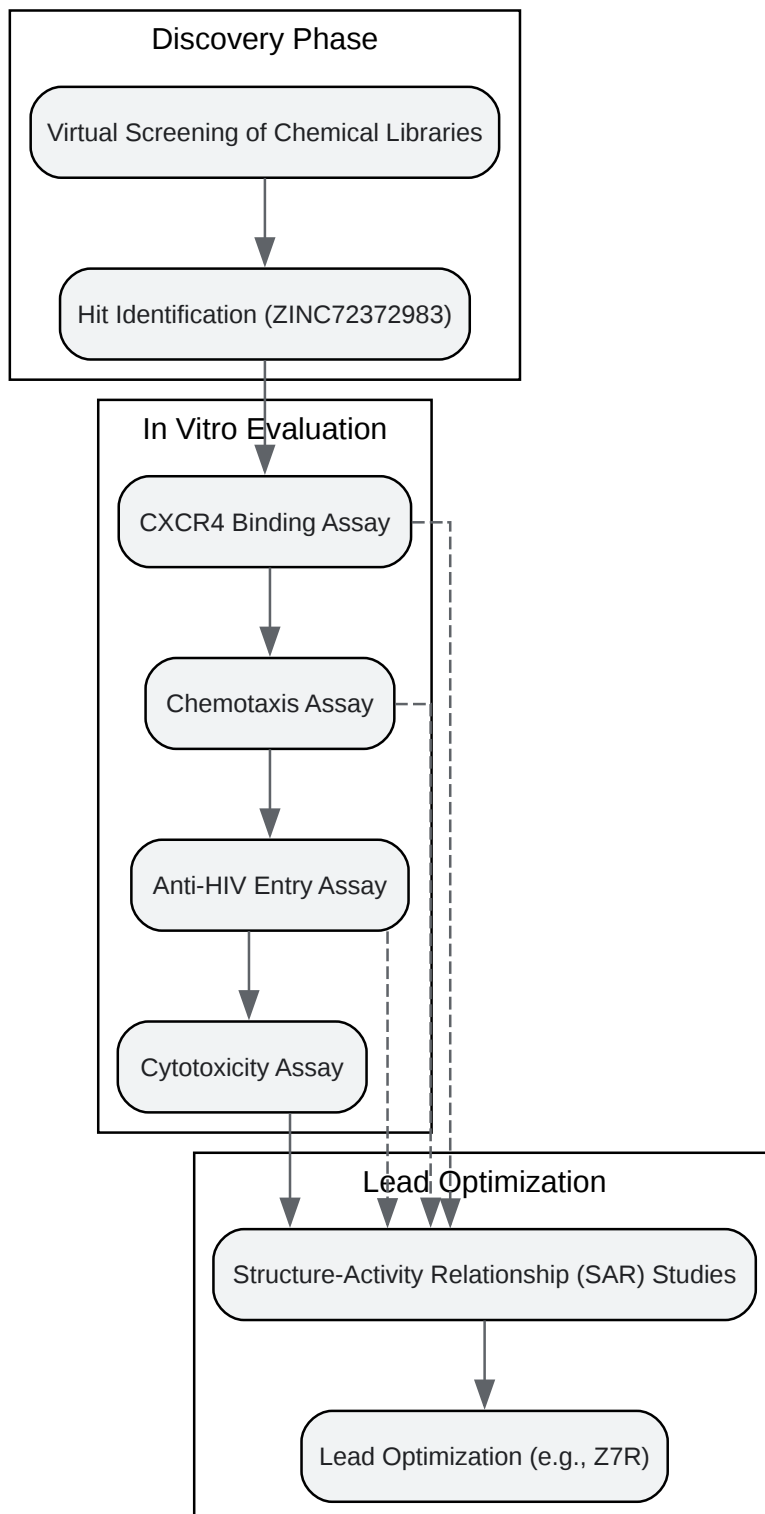 Discovery Phase
Virtual Screening of Chemical Libraries
Hit Identification (ZINC72372983)
In Vitro Evaluation
CXCR4 Binding Assay
Chemotaxis Assay
Anti-HIV Entry Assay
Cytotoxicity Assay
Lead Optimization
Structure-Activity Relationship (SAR) Studies
Lead Optimization (e.g., Z7R)